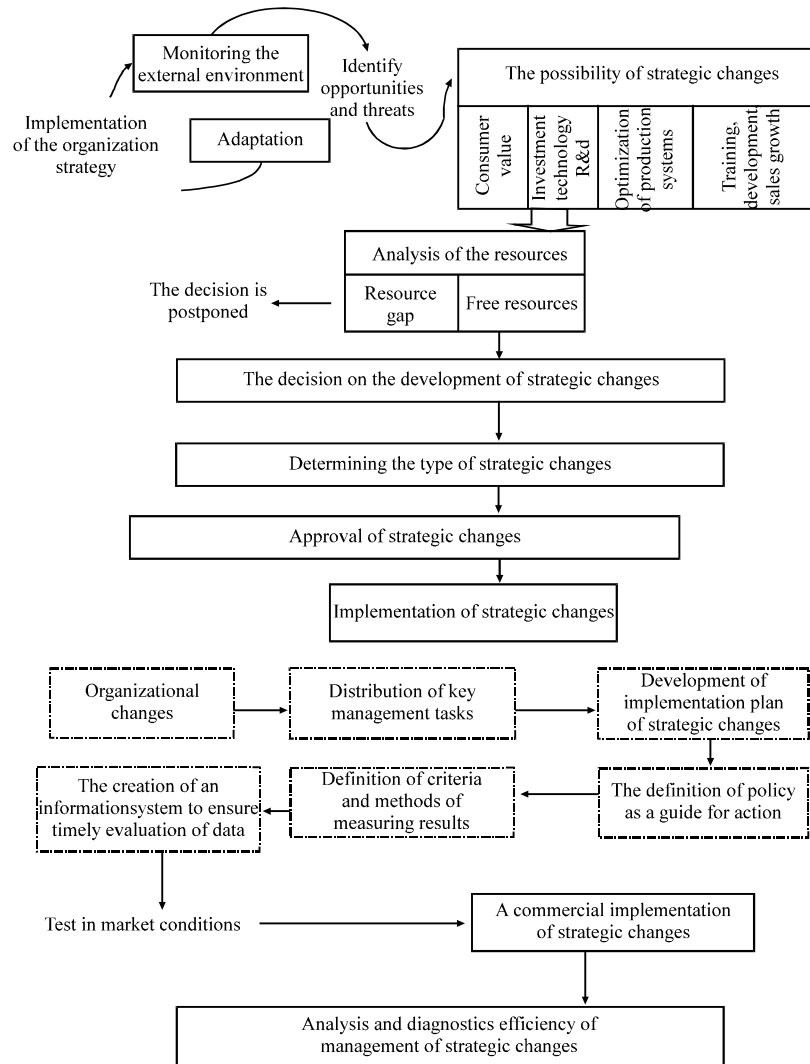 Monitoring the
external environment
Identify
opportunities
and threats
Implementation
of the organization
strategy
Adaptation
The possibility of strategic changes
Consumer
value
Investment
technology
R&d
Optimization
of production
systems
Training,
development,
sales growth
Analysis of the resources
Resource
gap
Free resources
The decision is
postponed
The decision on the development of strategic changes
Determining the type of strategic changes
Approval of strategic changes
Implementation of strategic changes
Organizational
changes
Distribution of key
management tasks
Development of
implementation plan
of strategic changes
The definition of policy
as a guide for action
Definition of criteria
and methods of
measuring results
The creation of an
informationsystem to ensure
timely evaluation of data
Test in market conditions
A commercial implementation
of strategic changes
Analysis and diagnostics efficiency of
management of strategic changes